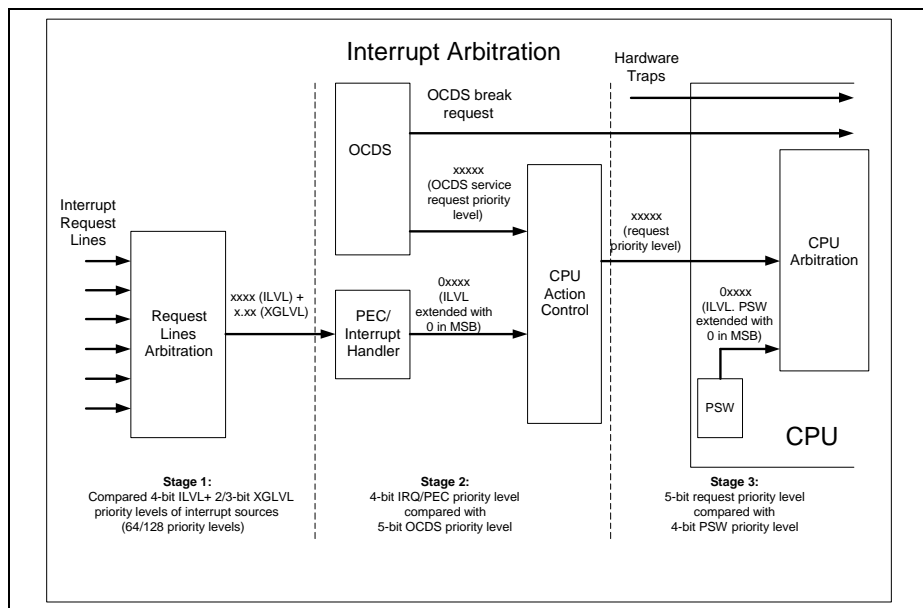 Interrupt Arbitration
Hardware
Traps
OCDS break
request
OCDS
xxxxx
(OCDS service
request priority
level)
Interrupt
Request
Lines
xxxxx
(request
priority level)
CPU
Arbitration
xxxx (ILVL) +
x.xx (XGLVL)
Request
Lines
Arbitration
PEC/
Interrupt
Handler
0xxxx
(ILVL
extended with
0 in MSB)
CPU
Action
Control
0xxxx
(ILVL. PSW
extended with
0 in MSB)
PSW
CPU
Stage 1:
Compared 4-bit ILVL+ 2/3-bit XGLVL
priority levels of interrupt sources
(64/128 priority levels)
Stage 2:
4-bit IRQ/PEC priority level
compared with
5-bit OCDS priority level
Stage 3:
5-bit request priority level
compared with
4-bit PSW priority level